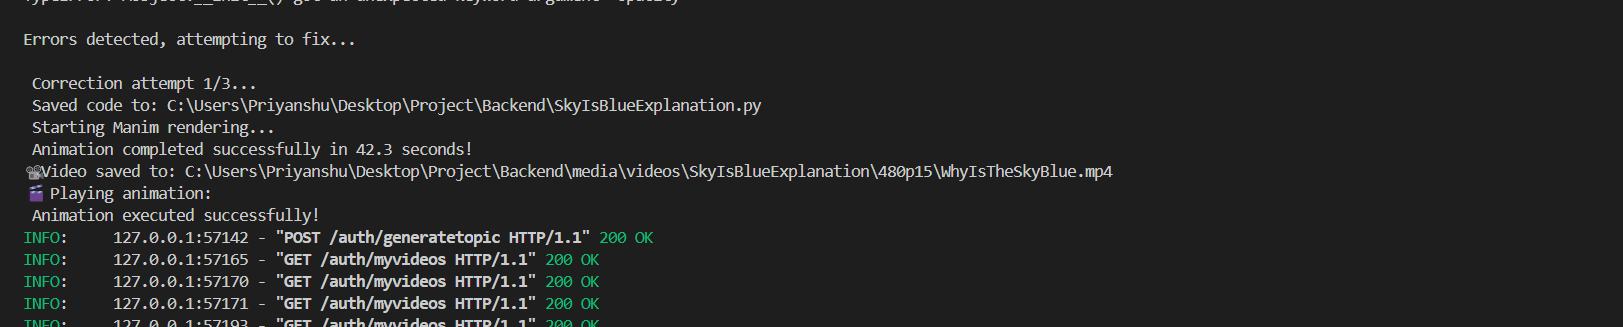 Errors detected, attempting to fix...
Correction attempt 1/3...
Saved code to: C:\Users\Priyanshu\Desktop\Project\Backend\SkyIsBlueExplanation.py
Starting Manim rendering...
Animation completed successfully in 42.3 seconds!
Video saved to: C:\Users\Priyanshu\Desktop\Project\Backend\media\videos\SkyIsBlueExplanation\480p15\WhyIsTheSkyBlue.mp4
Playing animation:
Animation executed successfully!
INFO:     127.0.0.1:57142 - "POST /auth/generatetopic HTTP/1.1" 200 OK
INFO:     127.0.0.1:57165 - "GET /auth/myvideos HTTP/1.1" 200 OK
INFO:     127.0.0.1:57170 - "GET /auth/myvideos HTTP/1.1" 200 OK
INFO:     127.0.0.1:57171 - "GET /auth/myvideos HTTP/1.1" 200 OK
INFO:     127.0.0.1:57193 - "GET /auth/myvideos HTTP/1.1" 200 OK